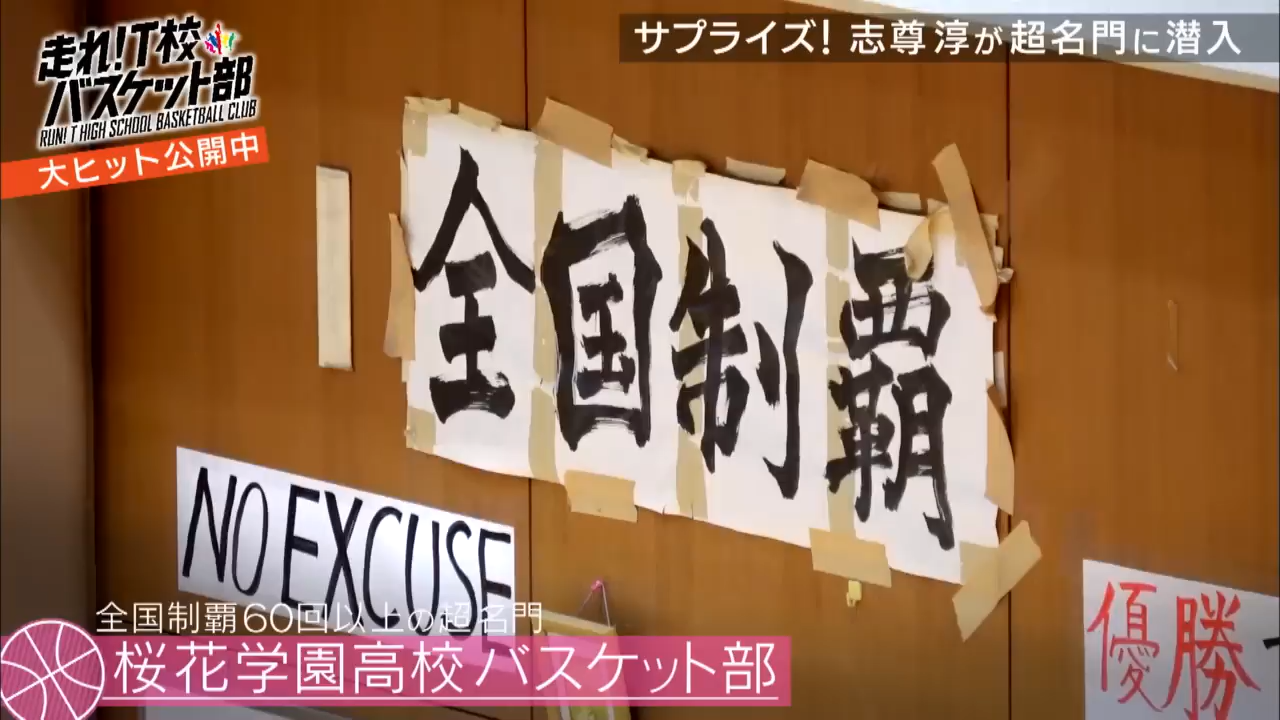 走れ!T校
バスケット部
RUN! T HIGH SCHOOL BASKETBALL CLUB
大ヒット公開中
サプライズ! 志尊淳が超名門に潜入
全国制覇
NO EXCUSE
優勝
全国制覇60回以上の超名門
桜花学園高校バスケット部